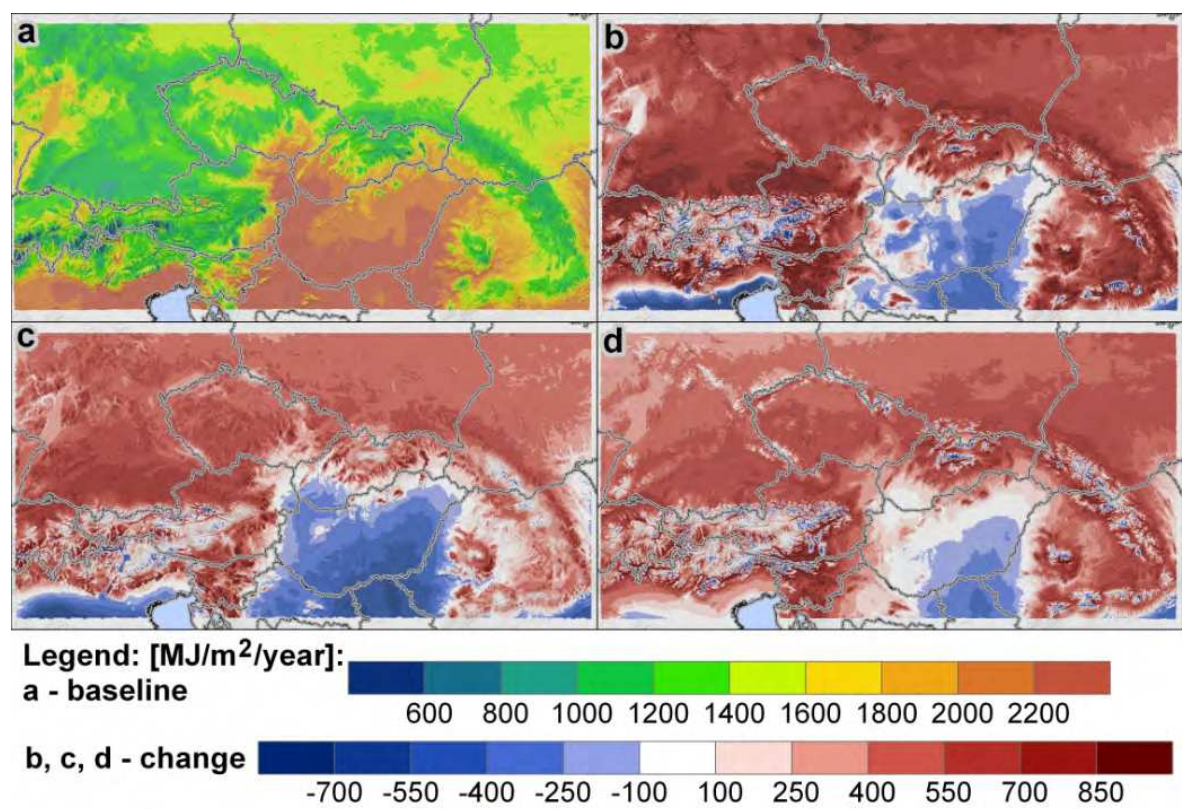 a
b
c
d
Legend: [MJ/m²/year]:
a - baseline
600 800 1000 1200 1400 1600 1800 2000 2200
b, c, d - change
-700 -550 -400 -250 -100 100 250 400 550 700 850